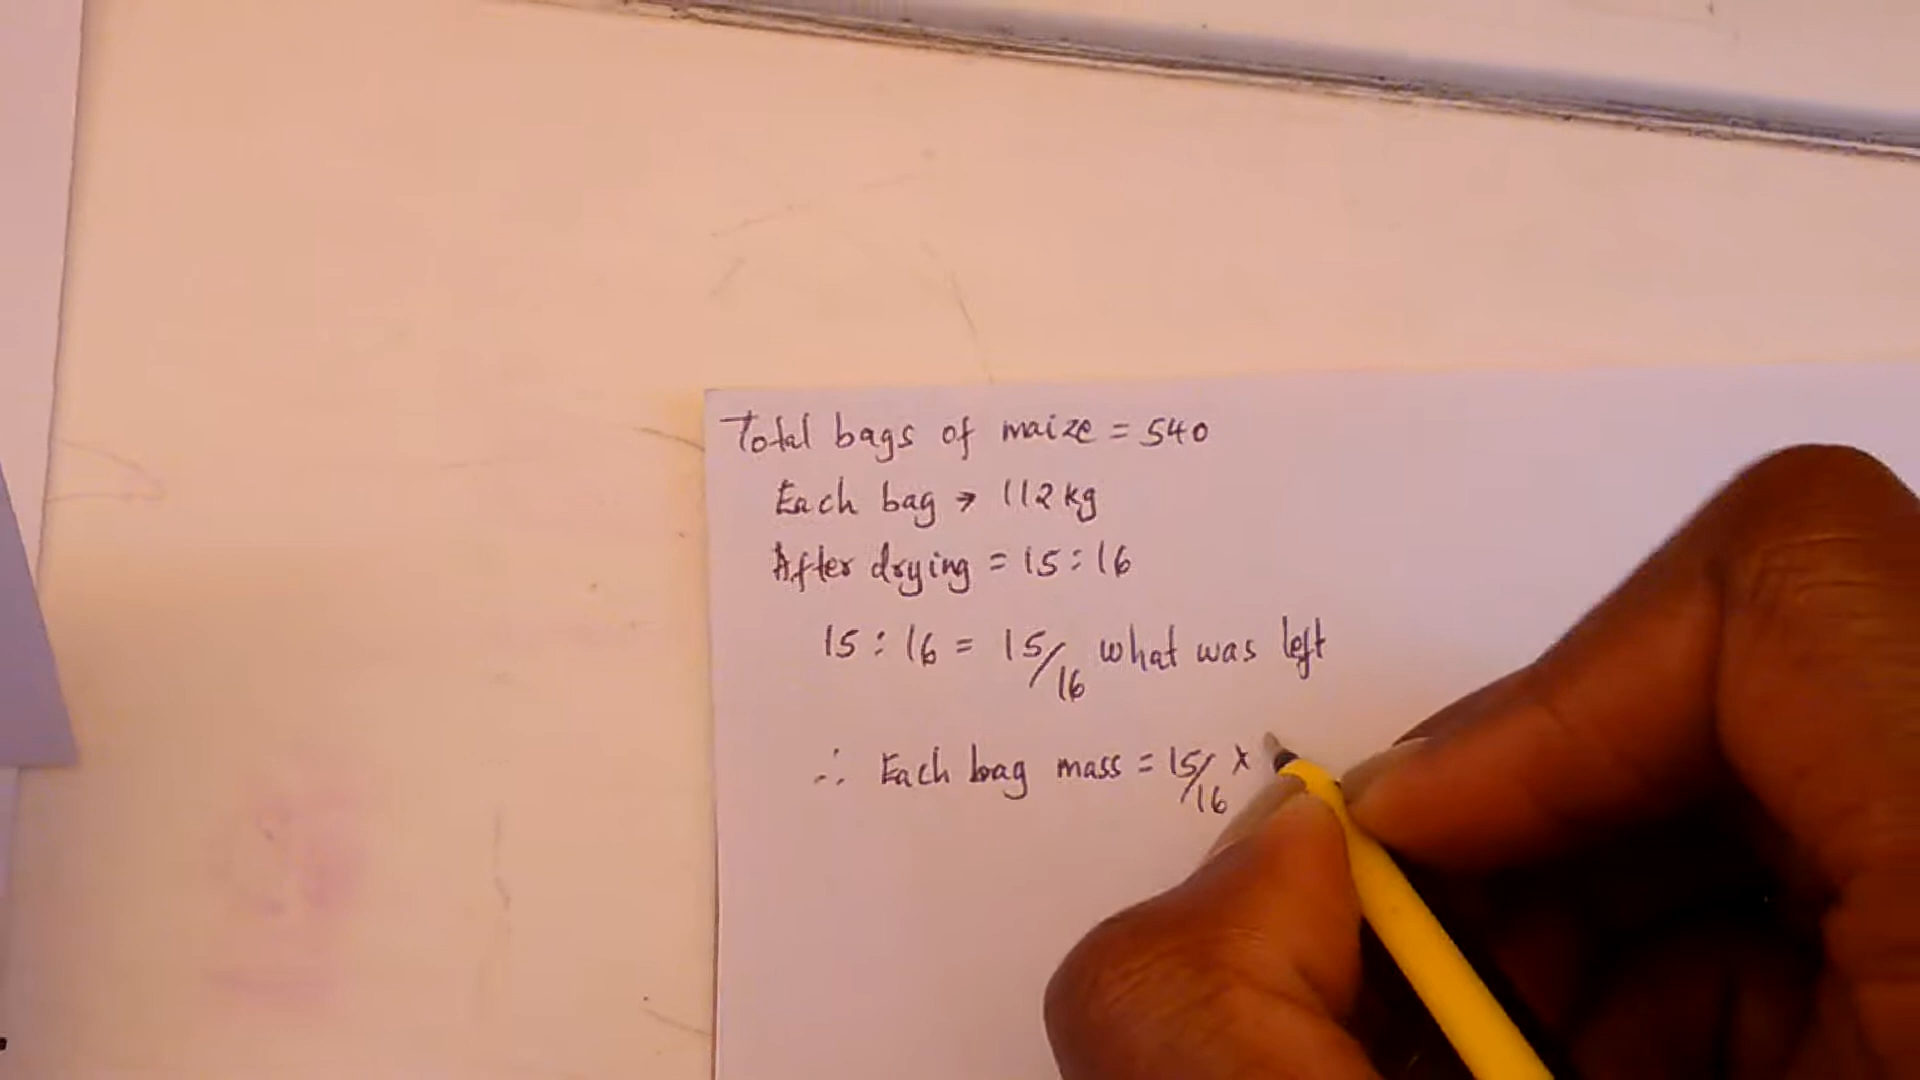 Total bags of maize = 540
Each bag → 112 kg
After drying = 15 : 16
15 : 16 = 15/16 what was left
∴ Each bag mass = 15/16 ×